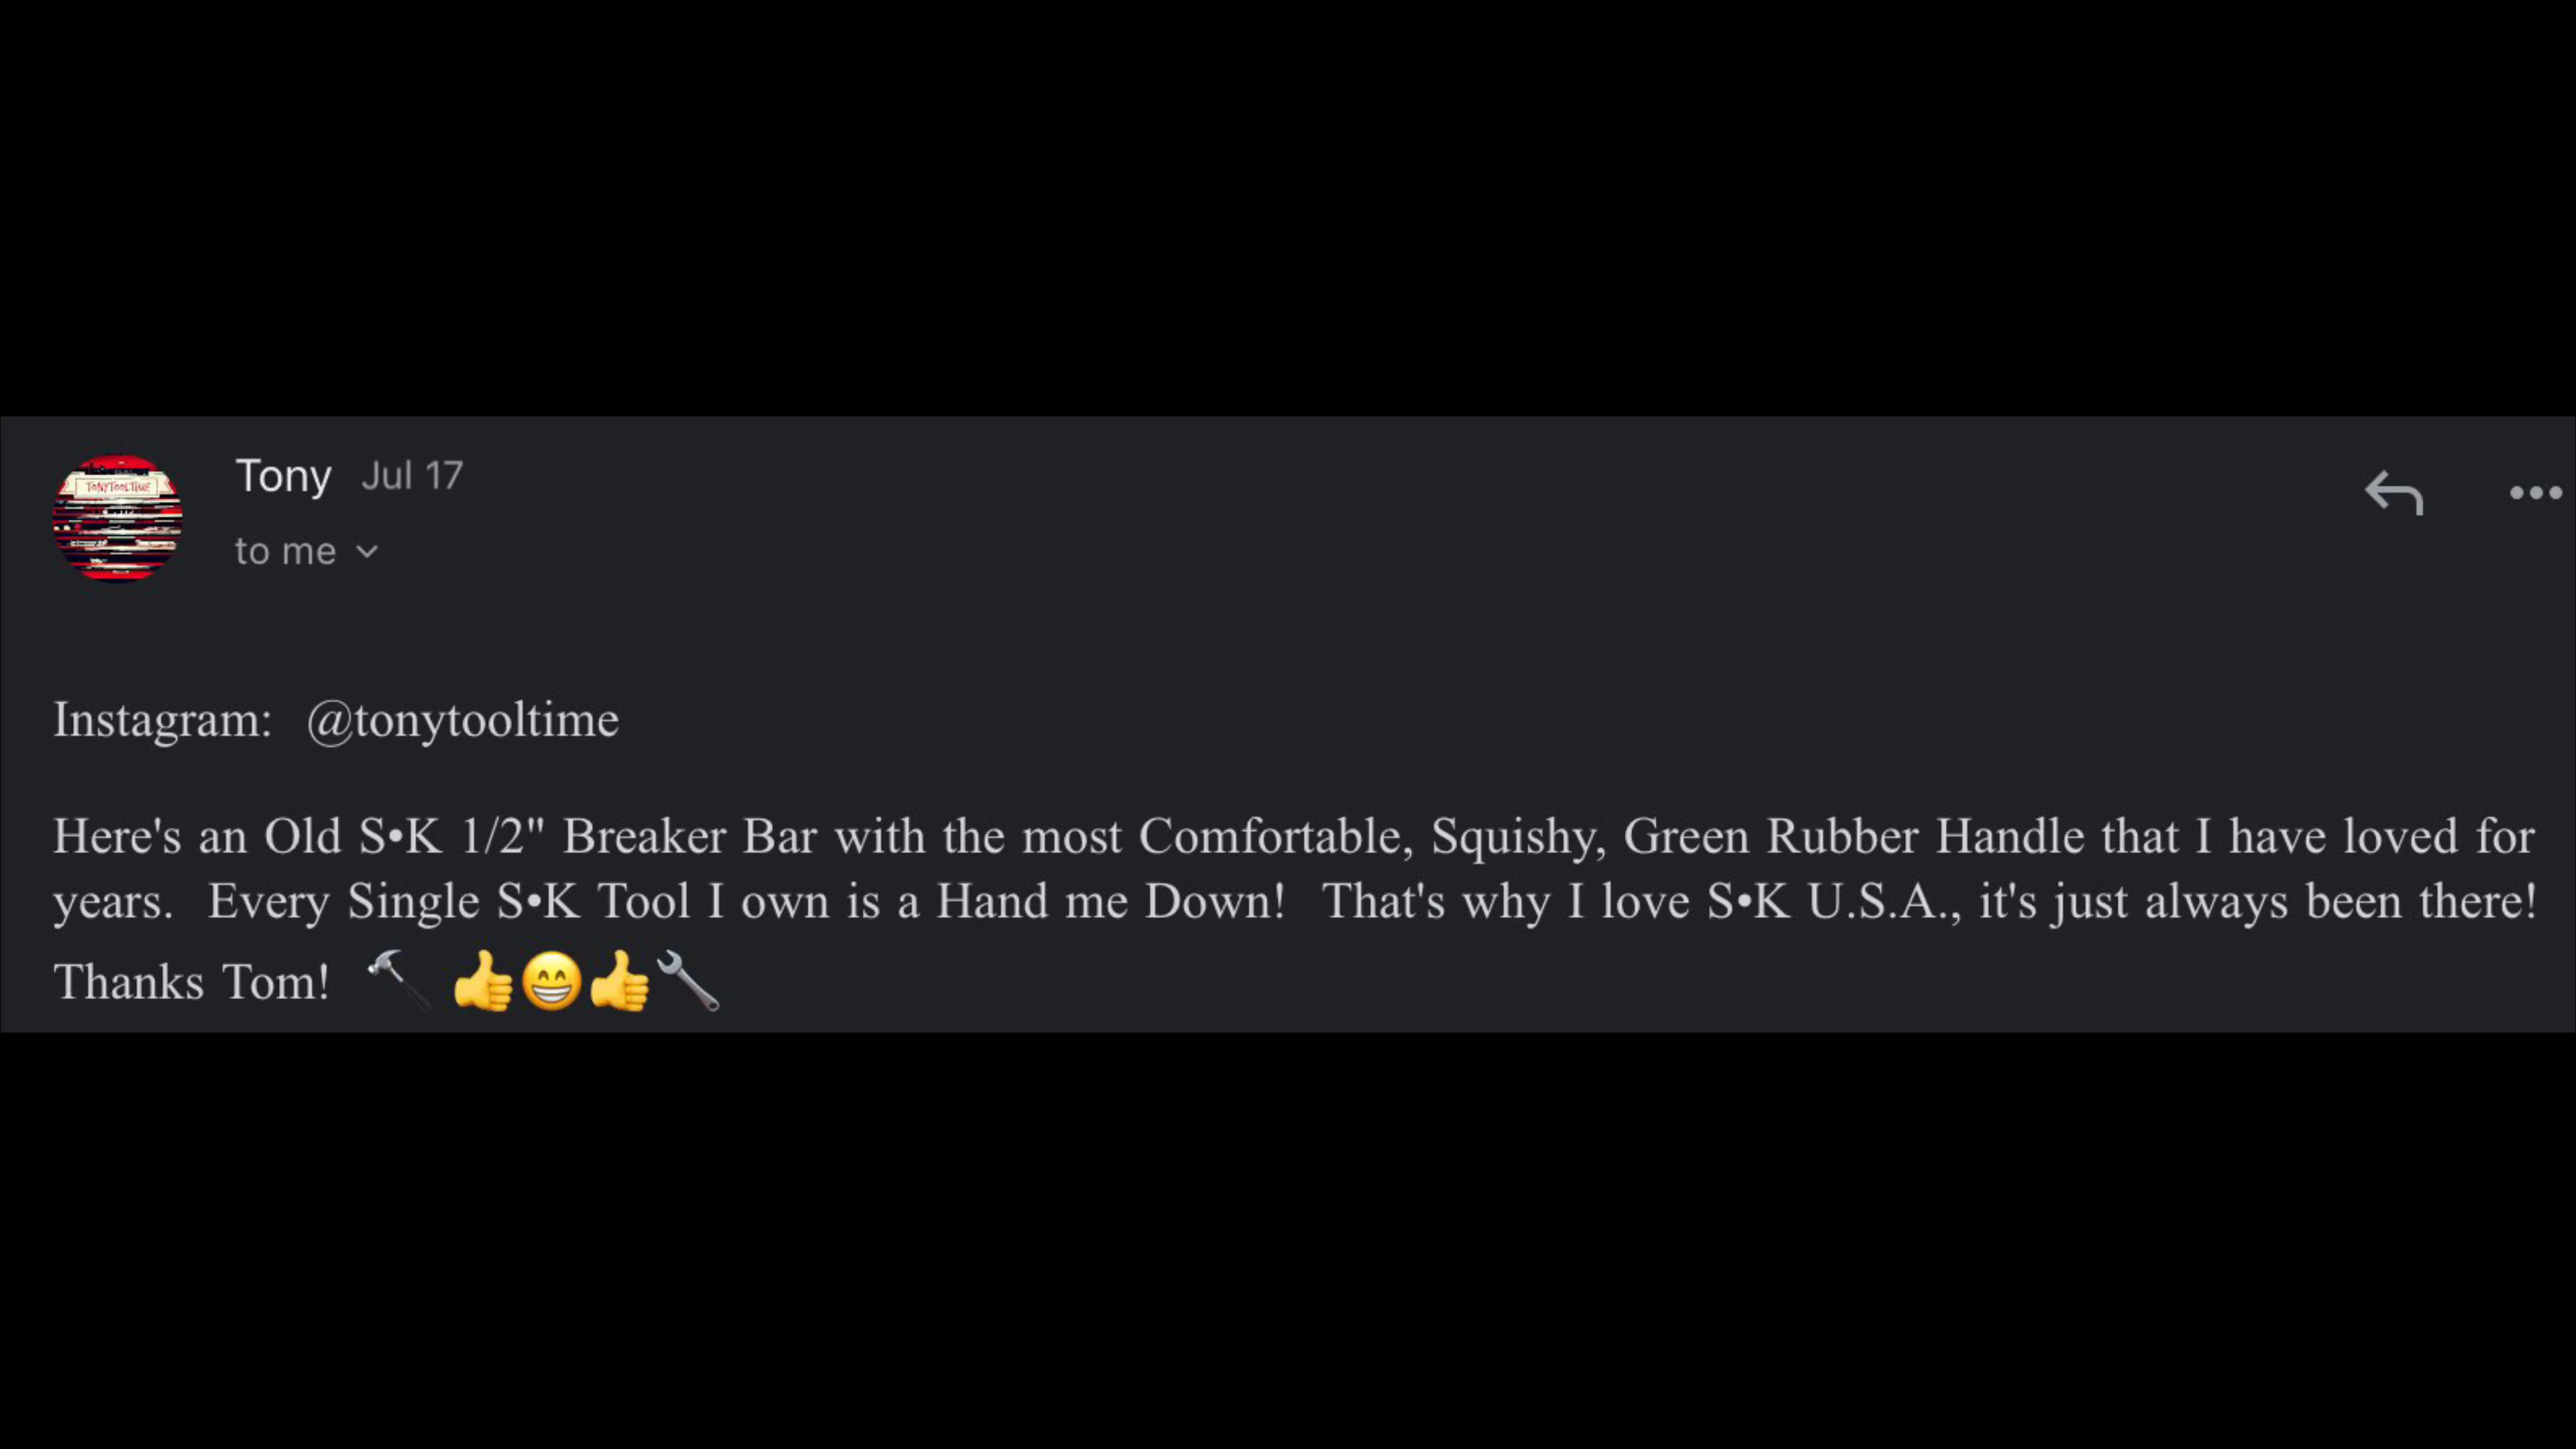 TONYTOOLTIME
Tony Jul 17
to me
Instagram: @tonytooltime
Here's an Old S•K 1/2" Breaker Bar with the most Comfortable, Squishy, Green Rubber Handle that I have loved for
years. Every Single S•K Tool I own is a Hand me Down! That's why I love S•K U.S.A., it's just always been there!
Thanks Tom! 🔨 👍😁👍🔧